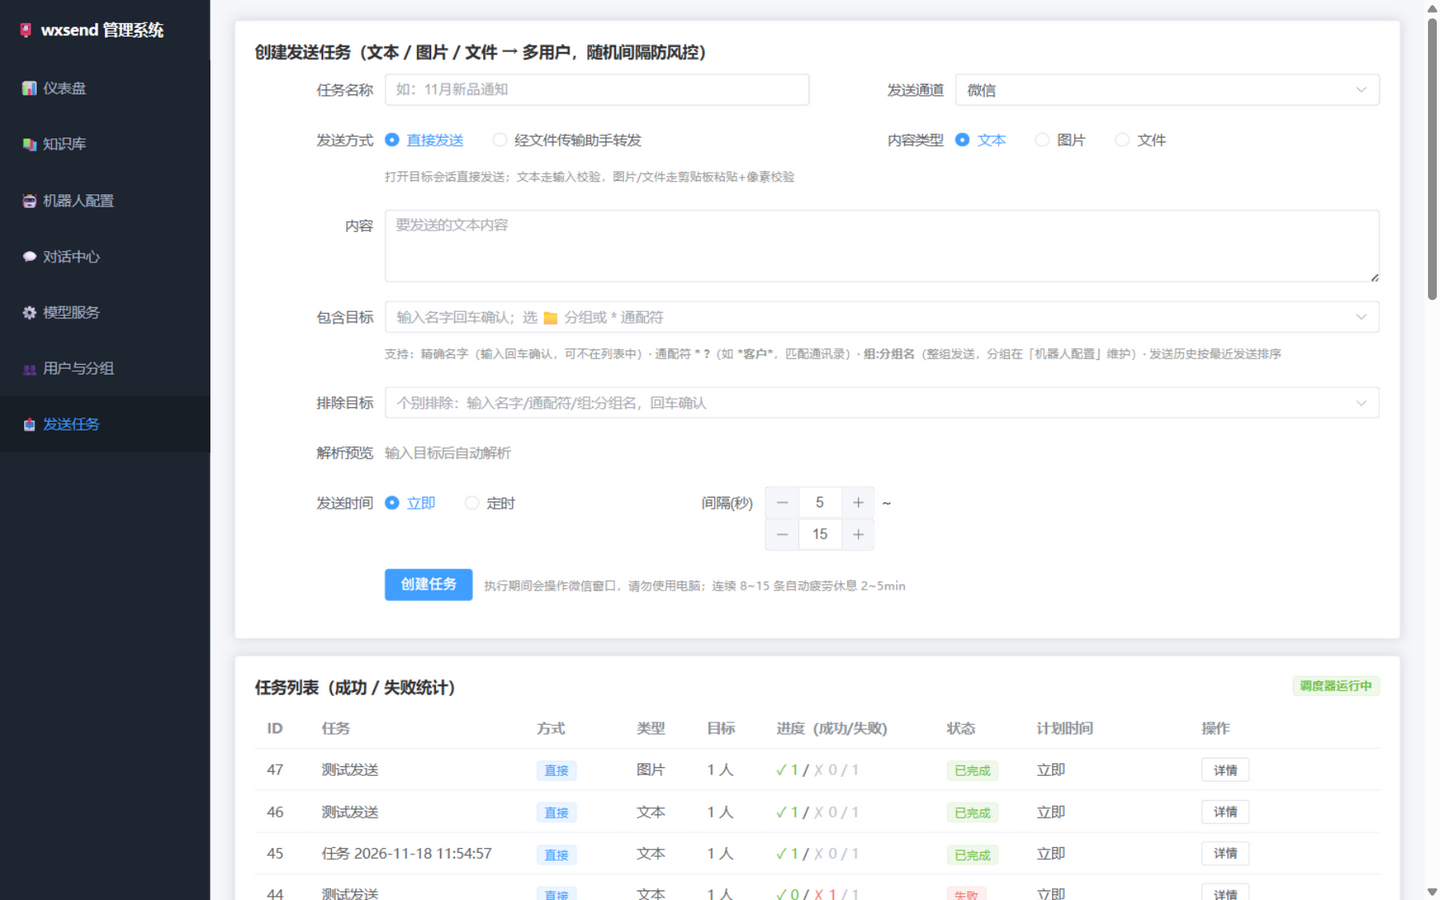 wxsend 管理系统
仪表盘
知识库
机器人配置
对话中心
模型服务
用户与分组
发送任务
创建发送任务（文本 / 图片 / 文件 → 多用户，随机间隔防风控）
任务名称 如：11月新品通知 发送通道 微信
发送方式 直接发送 经文件传输助手转发 内容类型 文本 图片 文件
打开目标会话直接发送；文本走输入校验，图片/文件走剪贴板粘贴+像素校验
内容 要发送的文本内容
包含目标 输入名字回车确认；选 分组或 * 通配符
支持：精确名字（输入回车确认，可不在列表中）· 通配符 * ?（如 *客户*，匹配通讯录）· 组:分组名（整组发送，分组在「机器人配置」维护）· 发送历史按最近发送排序
排除目标 个别排除：输入名字/通配符/组:分组名，回车确认
解析预览 输入目标后自动解析
发送时间 立即 定时 间隔(秒) − 5 + ~
− 15 +
创建任务 执行期间会操作微信窗口，请勿使用电脑；连续 8~15 条自动疲劳休息 2~5min
任务列表（成功 / 失败统计） 调度器运行中
ID 任务 方式 类型 目标 进度（成功/失败） 状态 计划时间 操作
47 测试发送 直接 图片 1 人 ✓ 1 / ✗ 0 / 1 已完成 立即 详情
46 测试发送 直接 文本 1 人 ✓ 1 / ✗ 0 / 1 已完成 立即 详情
45 任务 2026-11-18 11:54:57 直接 文本 1 人 ✓ 1 / ✗ 0 / 1 已完成 立即 详情
44 测试发送 直接 文本 1 人 ✓ 0 / ✗ 1 / 1 失败 立即 详情